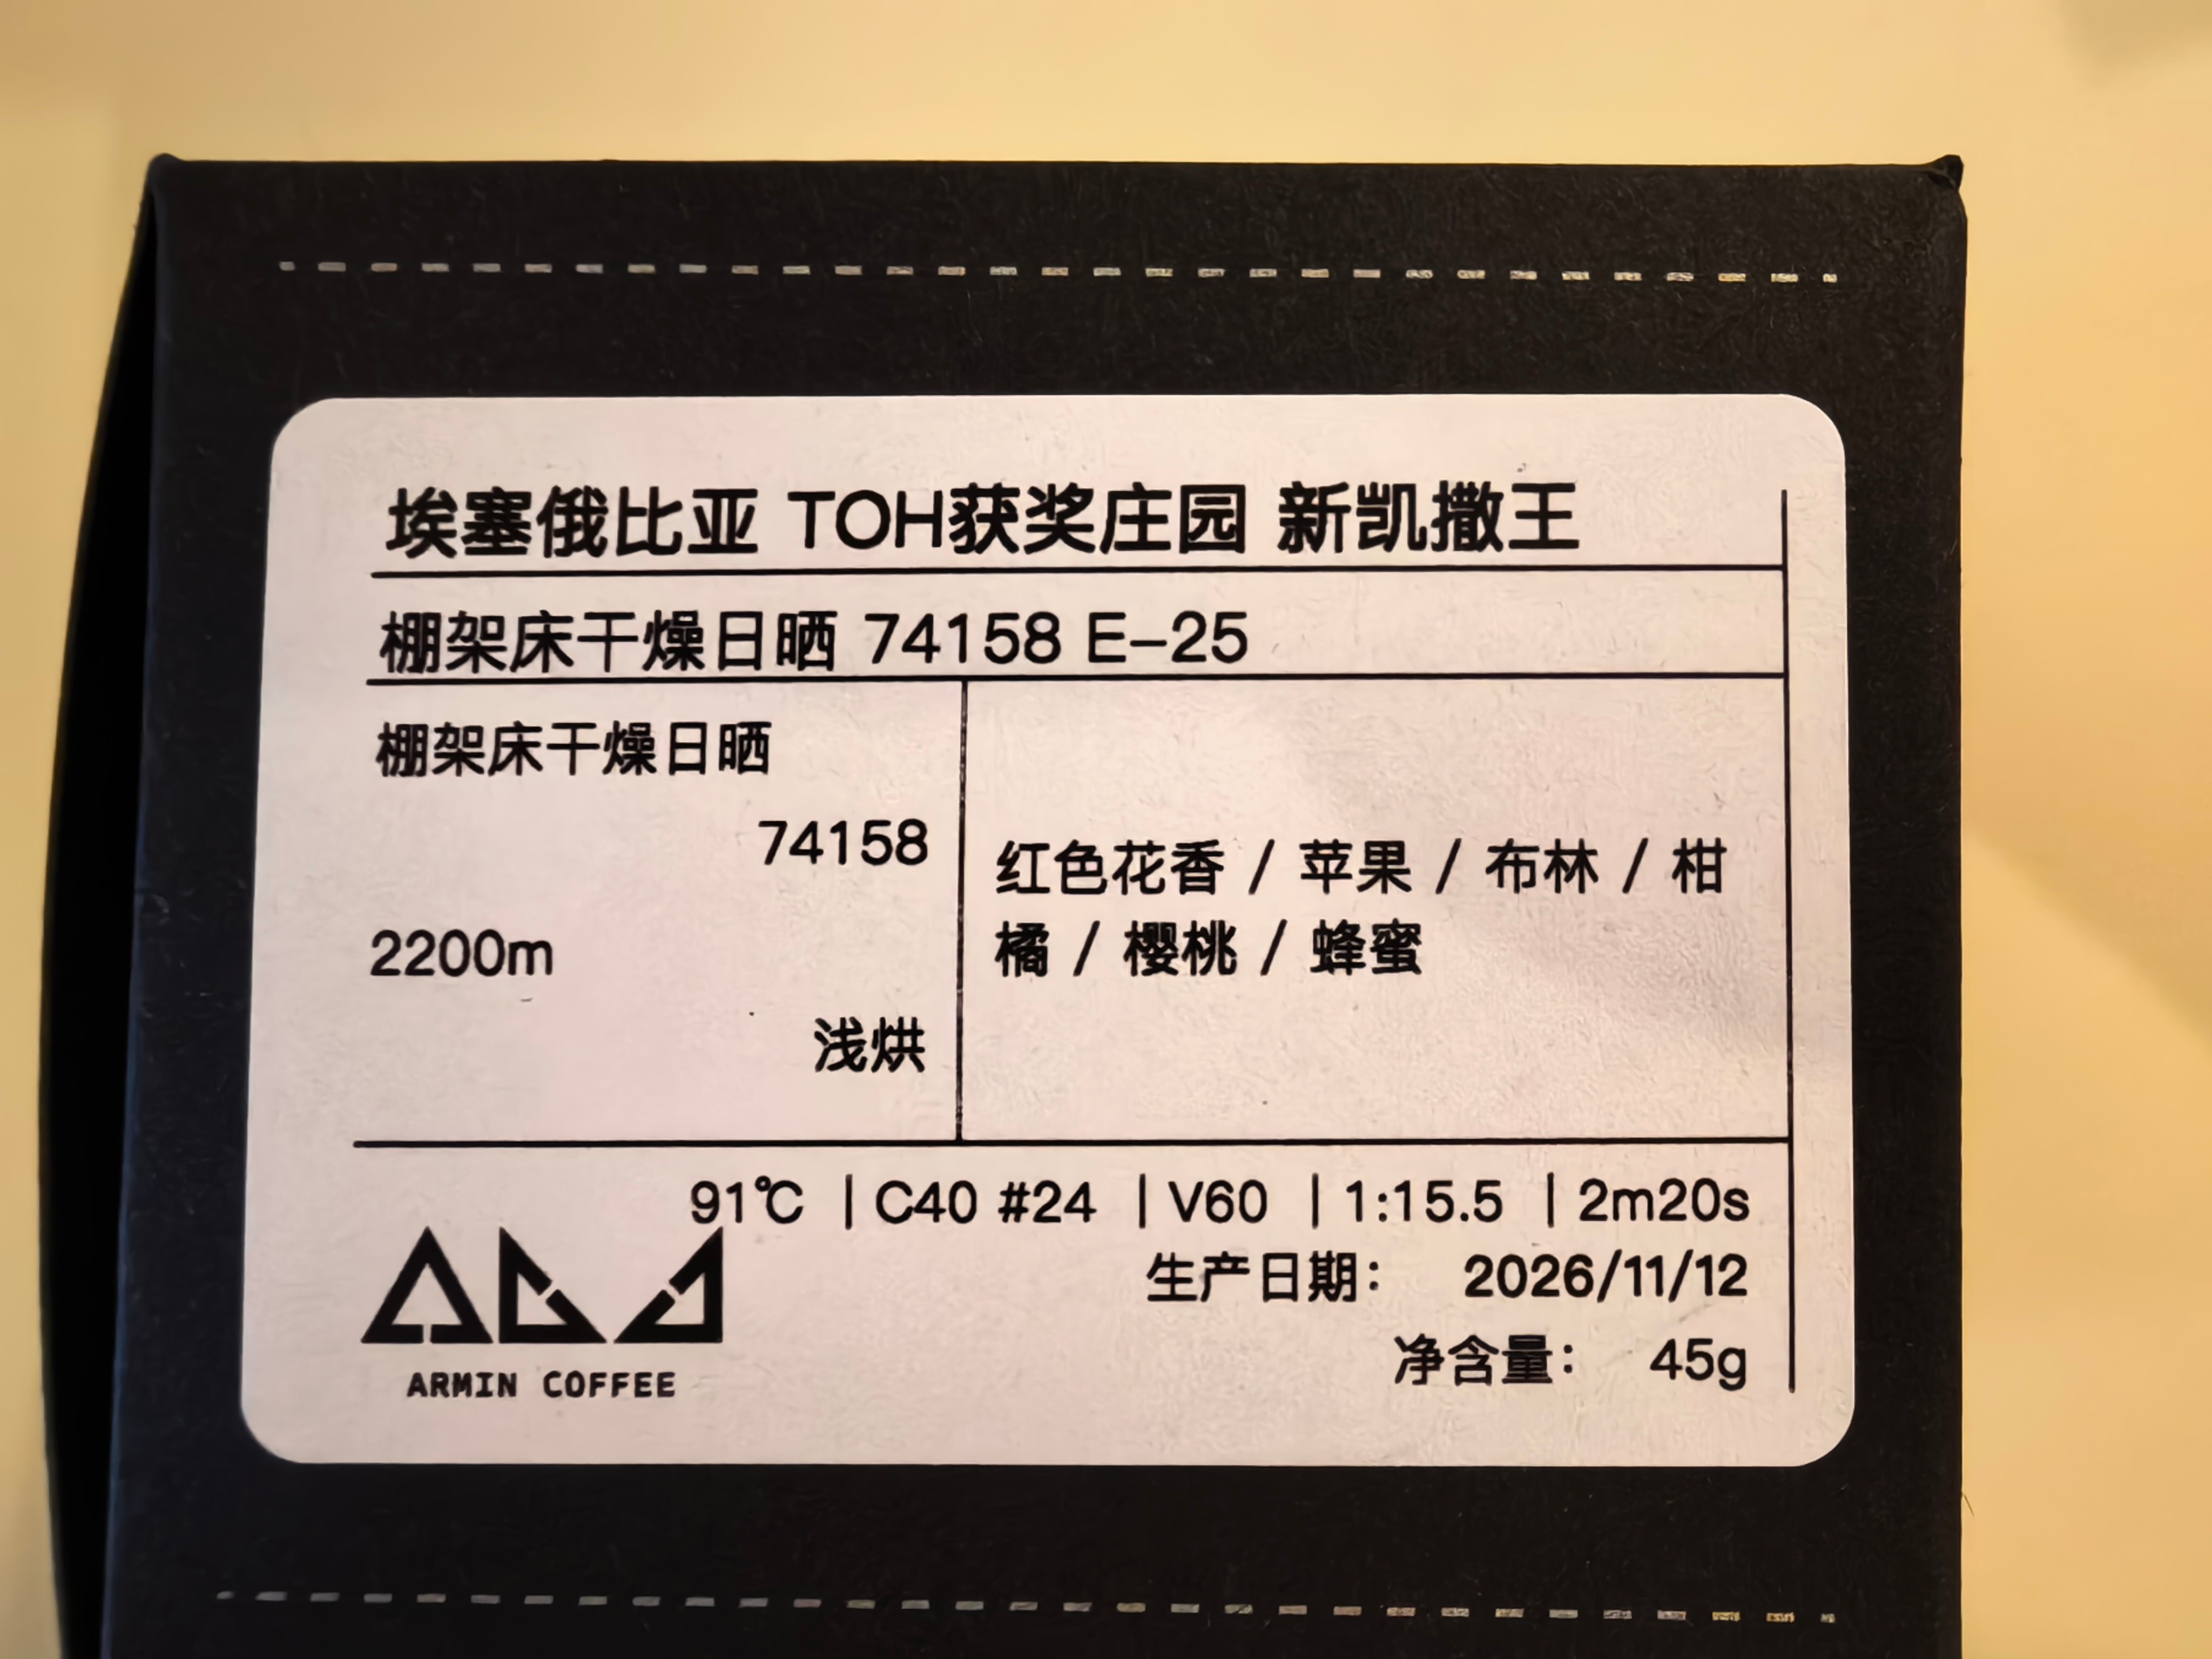 埃塞俄比亚 TOH获奖庄园 新凯撒王
棚架床干燥日晒 74158 E-25
棚架床干燥日晒
74158
2200m
浅烘
红色花香 / 苹果 / 布林 / 柑
橘 / 樱桃 / 蜂蜜
91℃ | C40 #24 | V60 | 1:15.5 | 2m20s
生产日期： 2026/11/12
净含量： 45g
ARMIN COFFEE